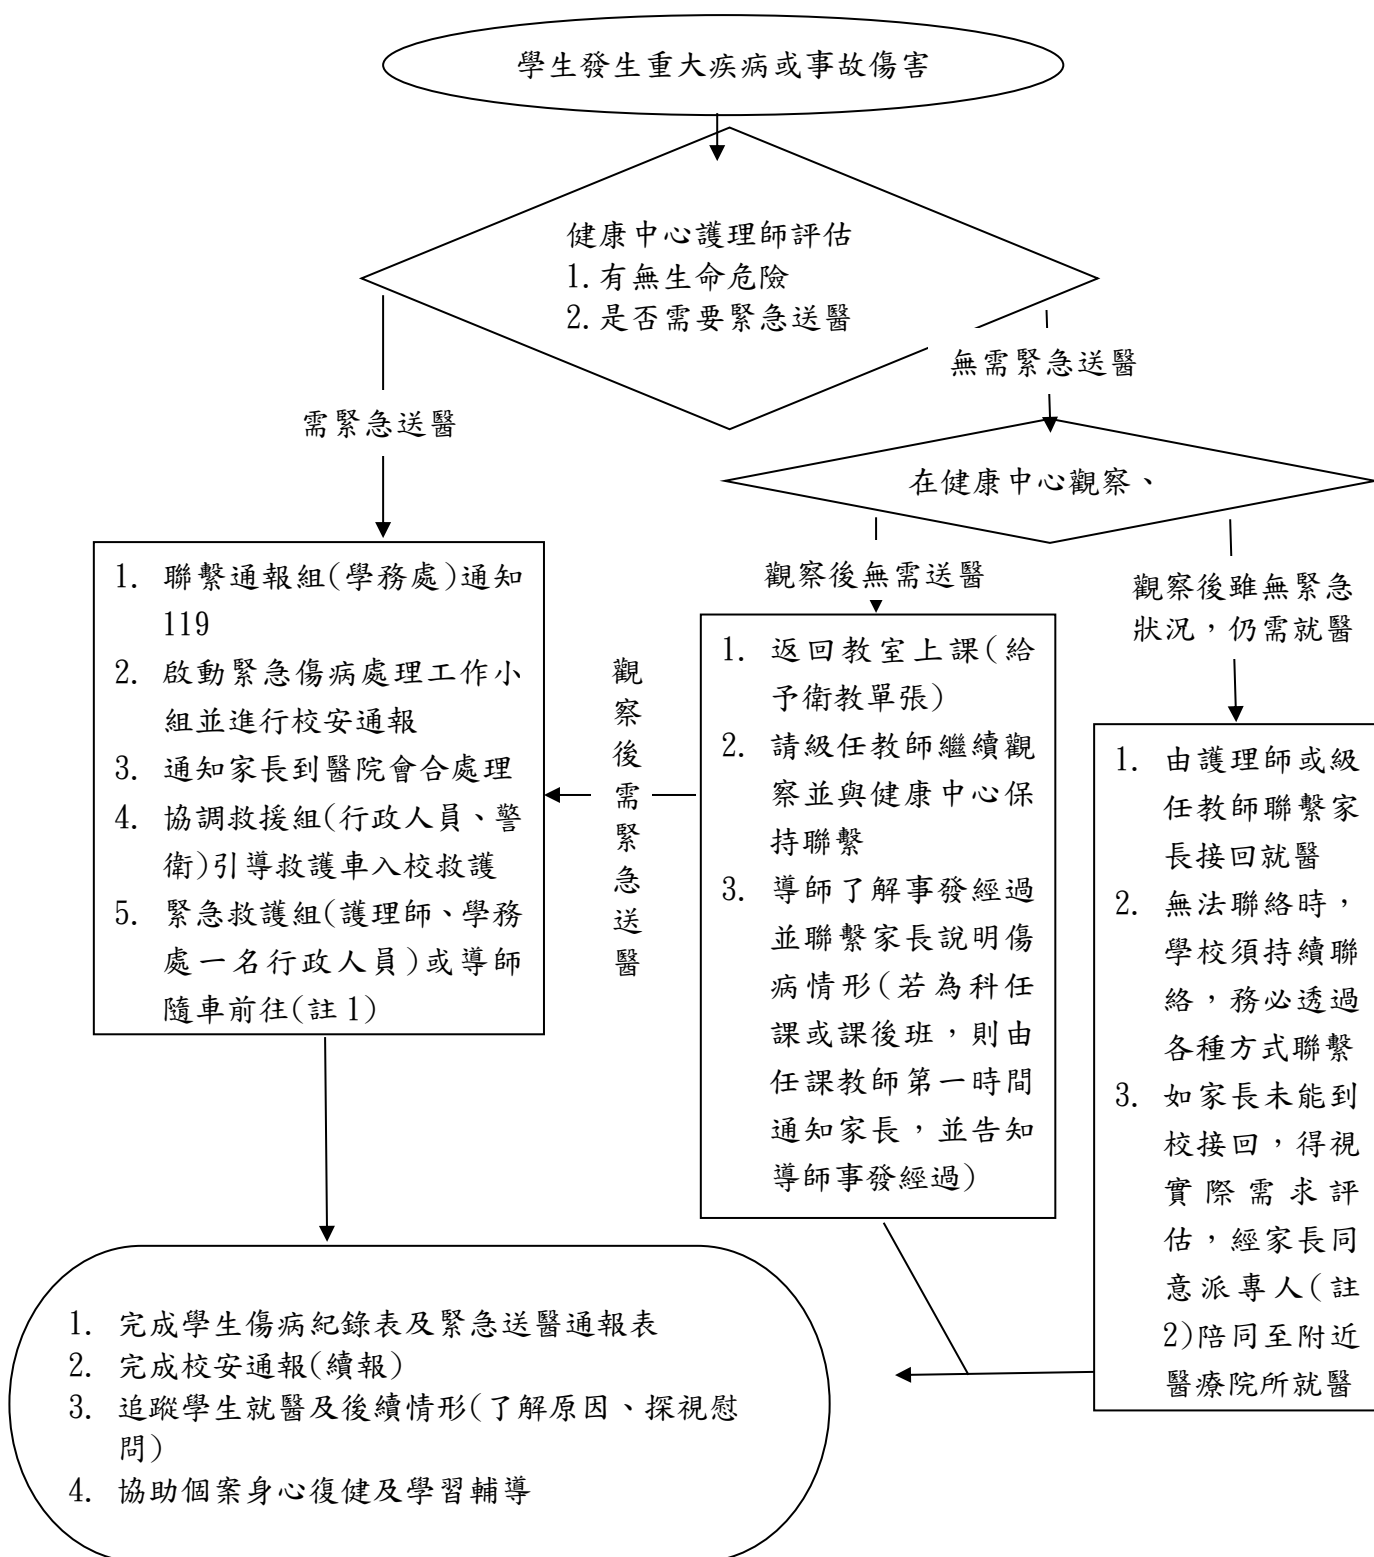 學生發生重大疾病或事故傷害
健康中心護理師評估
1.有無生命危險
2.是否需要緊急送醫
無需緊急送醫
需緊急送醫
在健康中心觀察、
觀察後無需送醫
觀察後雖無緊急
狀況，仍需就醫
1. 聯繫通報組(學務處)通知
119
2. 啟動緊急傷病處理工作小
組並進行校安通報
3. 通知家長到醫院會合處理
4. 協調救援組(行政人員、警
衛)引導救護車入校救護
5. 緊急救護組(護理師、學務
處一名行政人員)或導師
隨車前往(註1)
觀
察
後
需
緊
急
送
醫
1. 返回教室上課(給
予衛教單張)
2. 請級任教師繼續觀
察並與健康中心保
持聯繫
3. 導師了解事發經過
並聯繫家長說明傷
病情形(若為科任
課或課後班，則由
任課教師第一時間
通知家長，並告知
導師事發經過)
1. 由護理師或級
任教師聯繫家
長接回就醫
2. 無法聯絡時，
學校須持續聯
絡，務必透過
各種方式聯繫
3. 如家長未能到
校接回，得視
實際需求評
估，經家長同
意派專人(註
2)陪同至附近
醫療院所就醫
1. 完成學生傷病紀錄表及緊急送醫通報表
2. 完成校安通報(續報)
3. 追蹤學生就醫及後續情形(了解原因、探視慰
問)
4. 協助個案身心復健及學習輔導